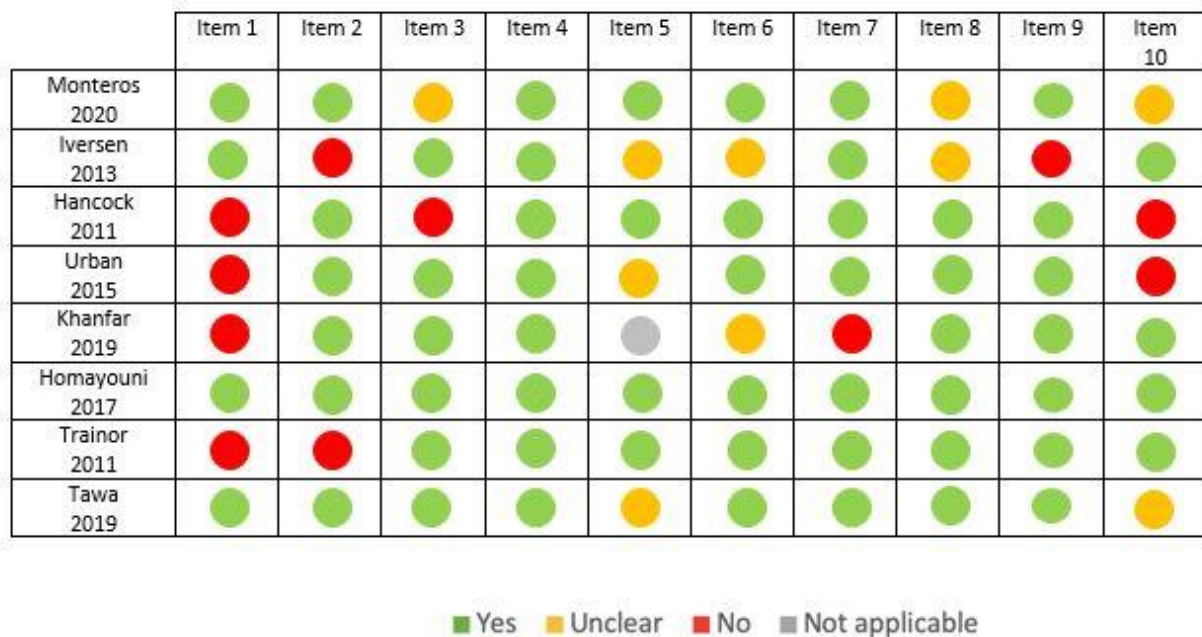 Item 1 Item 2 Item 3 Item 4 Item 5 Item 6 Item 7 Item 8 Item 9 Item
10
Monteros
2020
Iversen
2013
Hancock
2011
Urban
2015
Khanfar
2019
Homayouni
2017
Trainor
2011
Tawa
2019
Yes Unclear No Not applicable